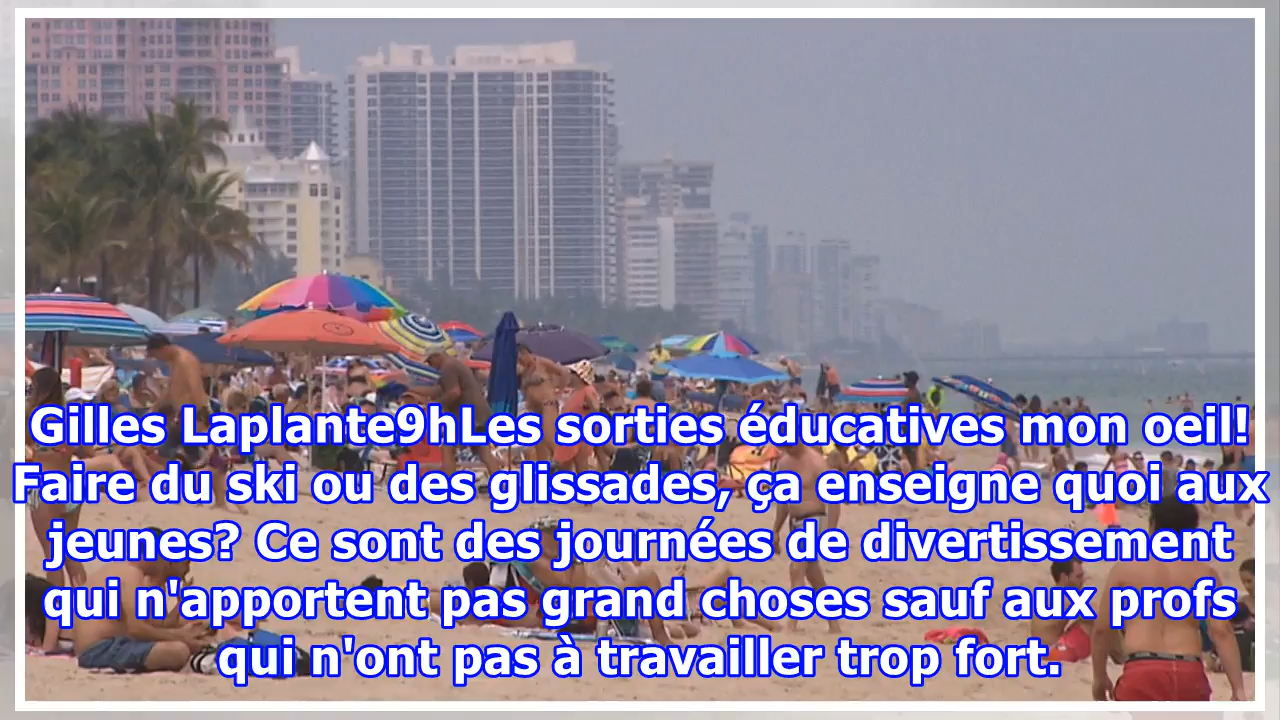 Gilles Laplante9hLes sorties éducatives mon oeil!
Faire du ski ou des glissades, ça enseigne quoi aux
jeunes? Ce sont des journées de divertissement
qui n'apportent pas grand choses sauf aux profs
qui n'ont pas à travailler trop fort.